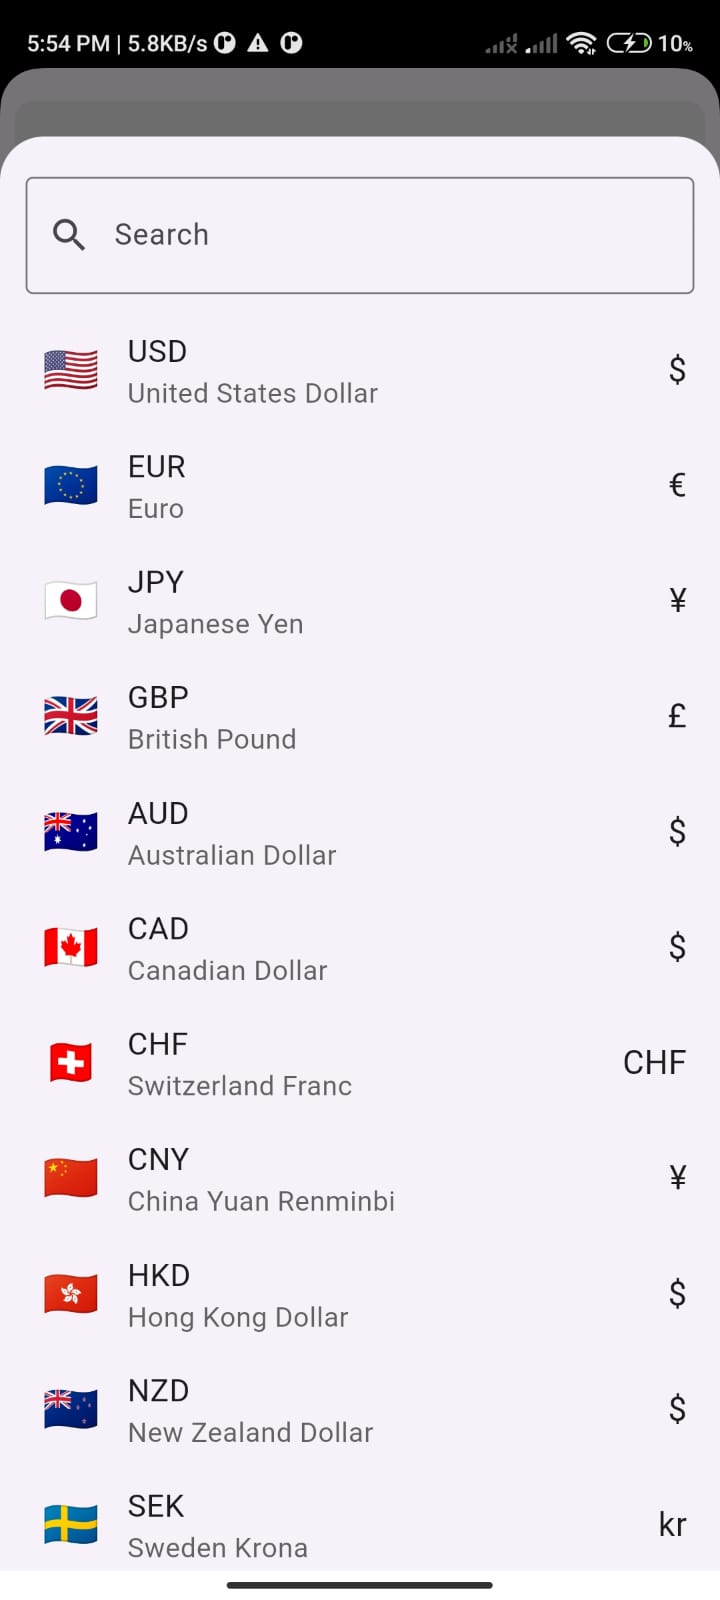 5:54 PM | 5.8KB/s 10%
Search
USD
United States Dollar
$
EUR
Euro
€
JPY
Japanese Yen
¥
GBP
British Pound
£
AUD
Australian Dollar
$
CAD
Canadian Dollar
$
CHF
Switzerland Franc
CHF
CNY
China Yuan Renminbi
¥
HKD
Hong Kong Dollar
$
NZD
New Zealand Dollar
$
SEK
Sweden Krona
kr